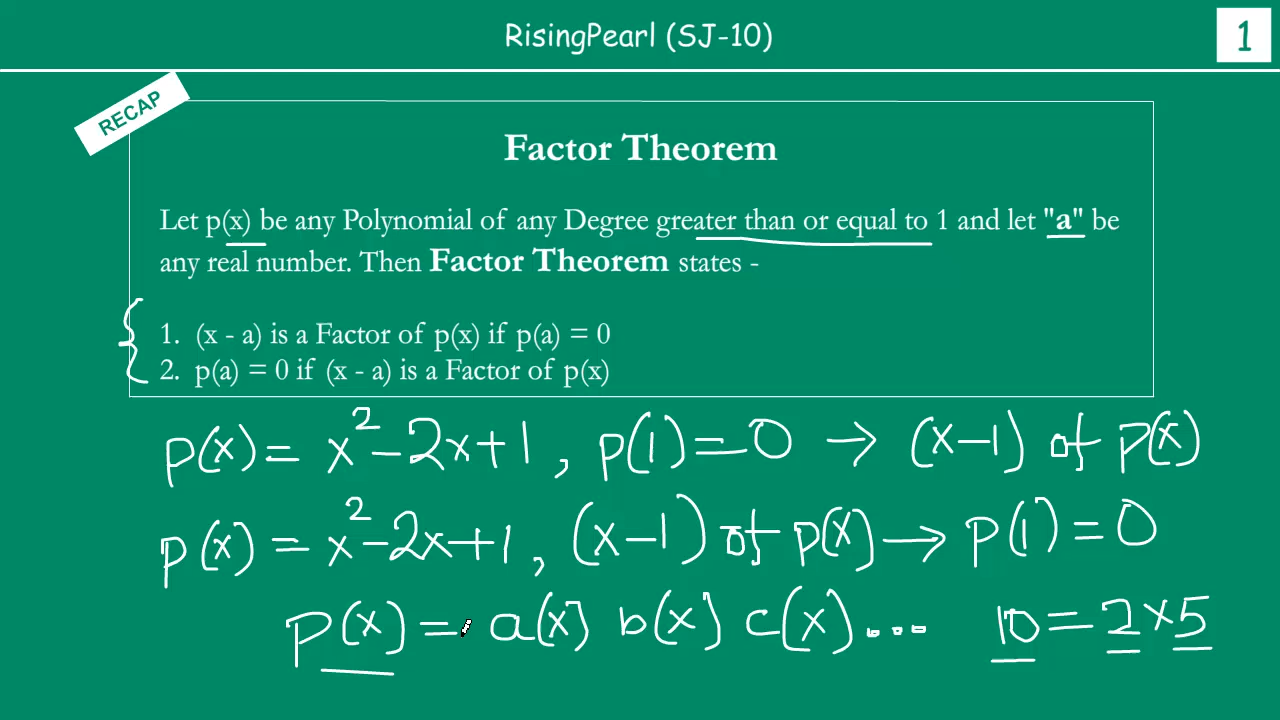 RisingPearl (SJ-10)
1
RECAP
Factor Theorem
Let p(x) be any Polynomial of any Degree greater than or equal to 1 and let "a" be
any real number. Then Factor Theorem states -
1. (x - a) is a Factor of p(x) if p(a) = 0
2. p(a) = 0 if (x - a) is a Factor of p(x)
p(x) = x² - 2x + 1, p(1) = 0 → (x - 1) of p(x)
p(x) = x² - 2x + 1, (x - 1) of p(x) → p(1) = 0
p(x) = a(x) b(x) c(x)... 10 = 2 × 5